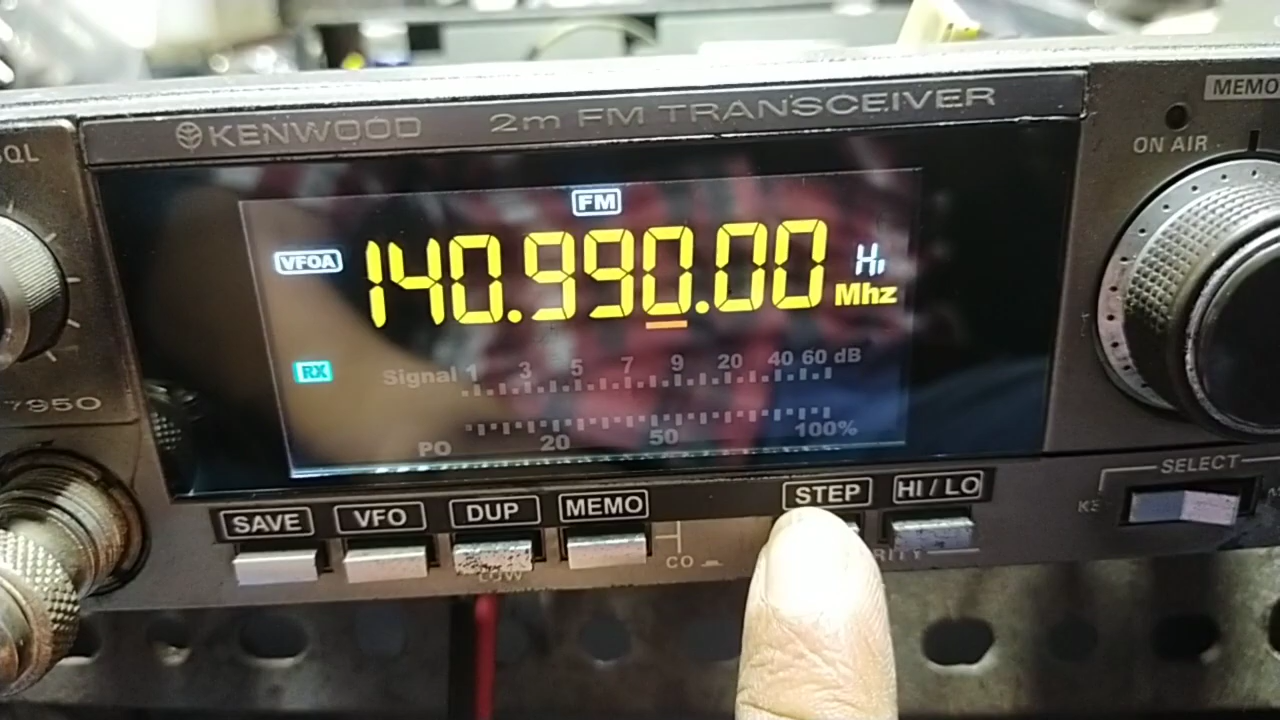 KENWOOD 2m FM TRANSCEIVER
MEMO
SQL
ON AIR
FM
VFOA 140.990.00 Hi
Mhz
RX
Signal 1 3 5 7 9 20 40 60 dB
PO 20 50 100%
7950
SELECT
SAVE VFO DUP MEMO STEP HI / LO
LOW
CO